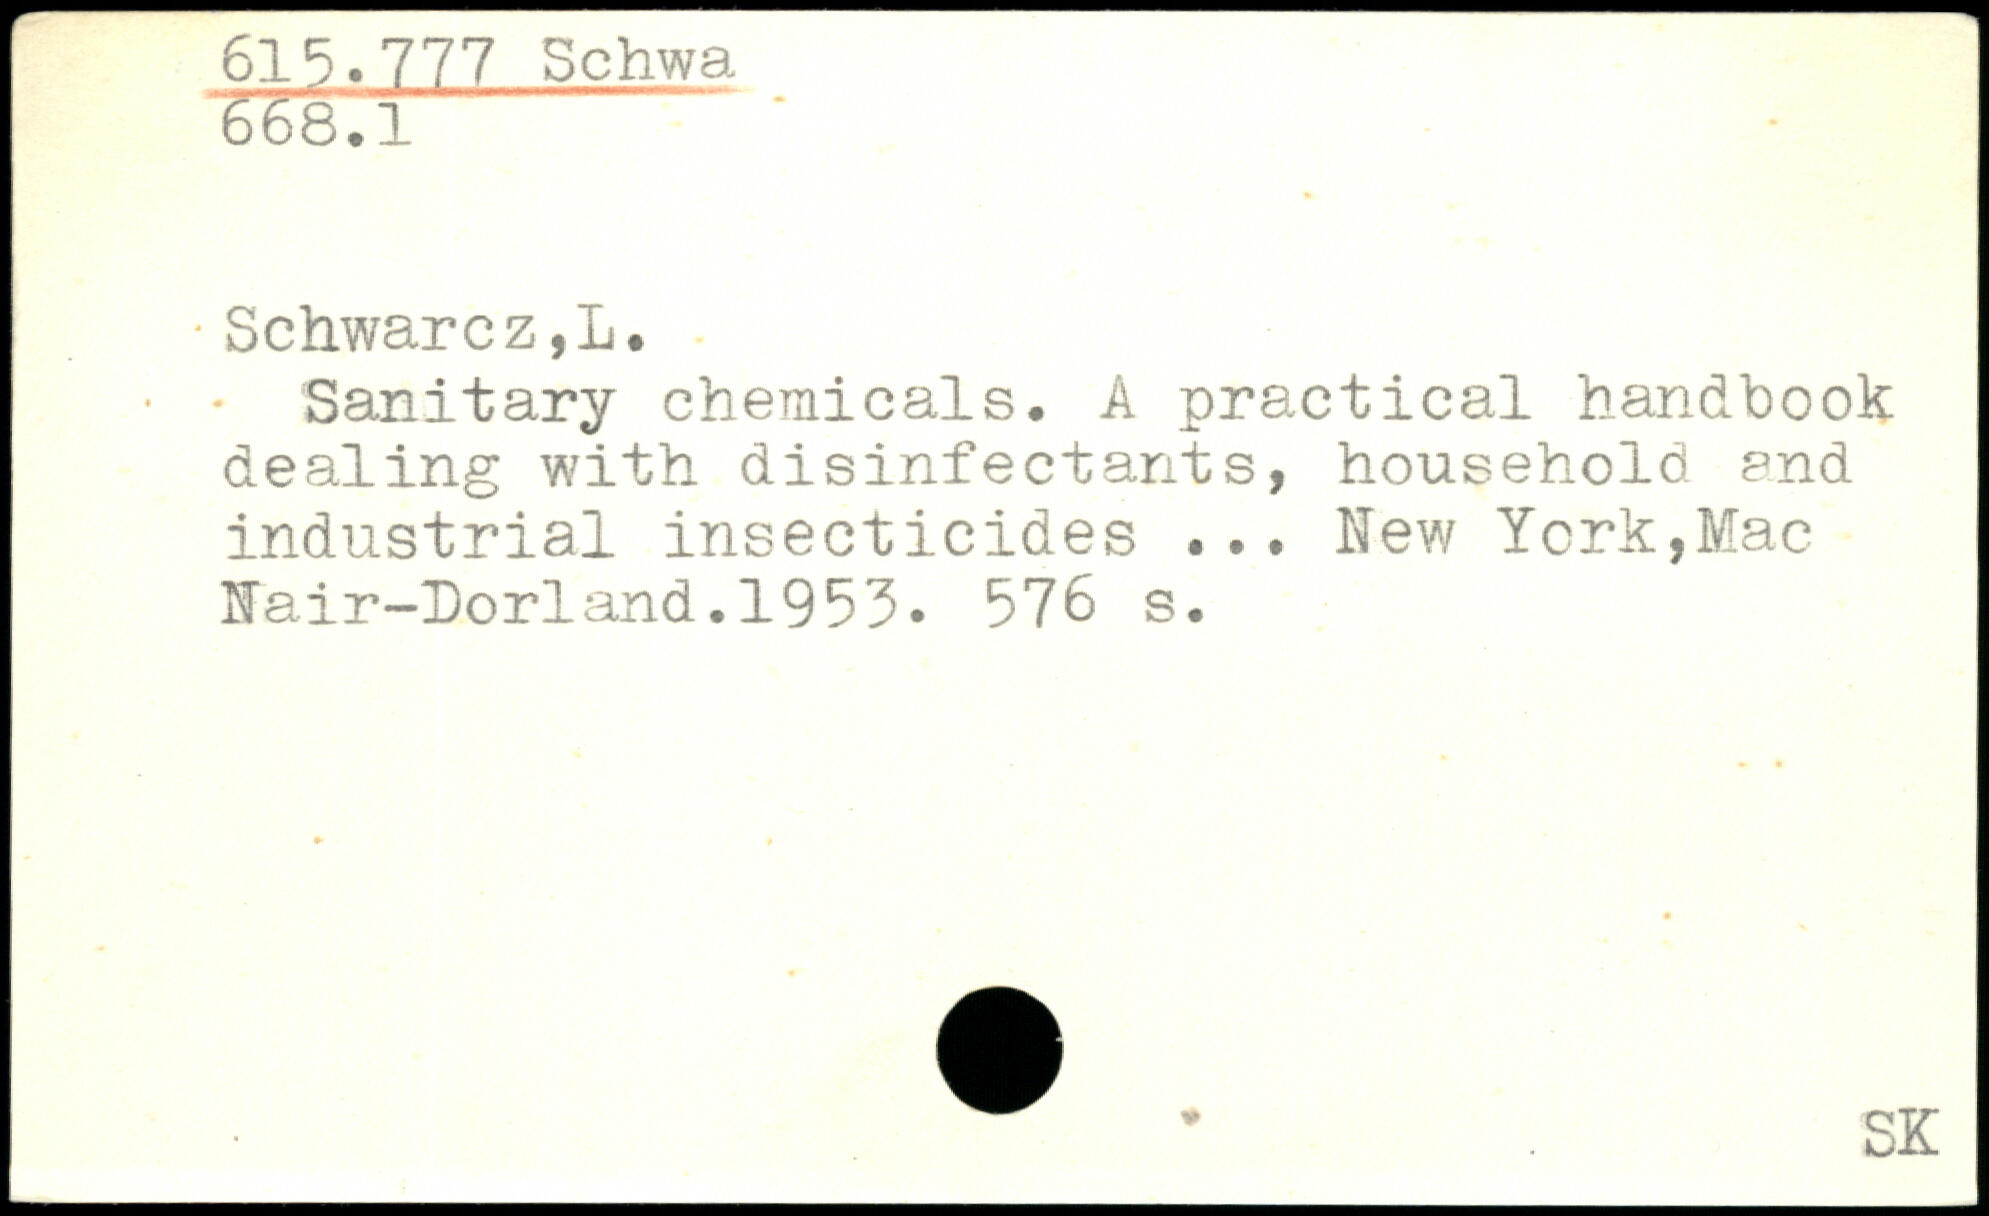 615.777 Schwa
668.1
Schwarcz,L.
Sanitary chemicals. A practical handbook
dealing with disinfectants, household and
industrial insecticides ... New York,Mac
Nair-Dorland.1953. 576 s.
SK